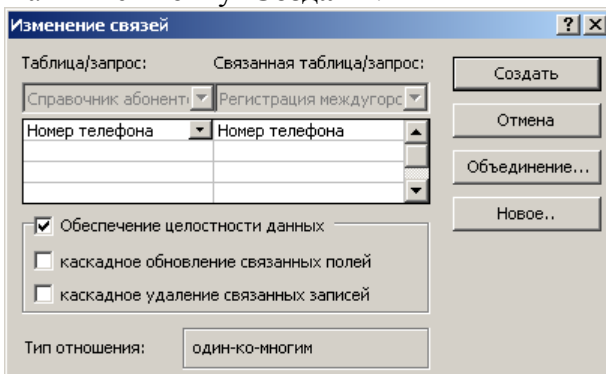 Изменение связей
Таблица/запрос: Связанная таблица/запрос:
Справочник абоненто Регистрация междугорс
Номер телефона Номер телефона
Обеспечение целостности данных
каскадное обновление связанных полей
каскадное удаление связанных записей
Тип отношения: один-ко-многим
Создать
Отмена
Объединение...
Новое..